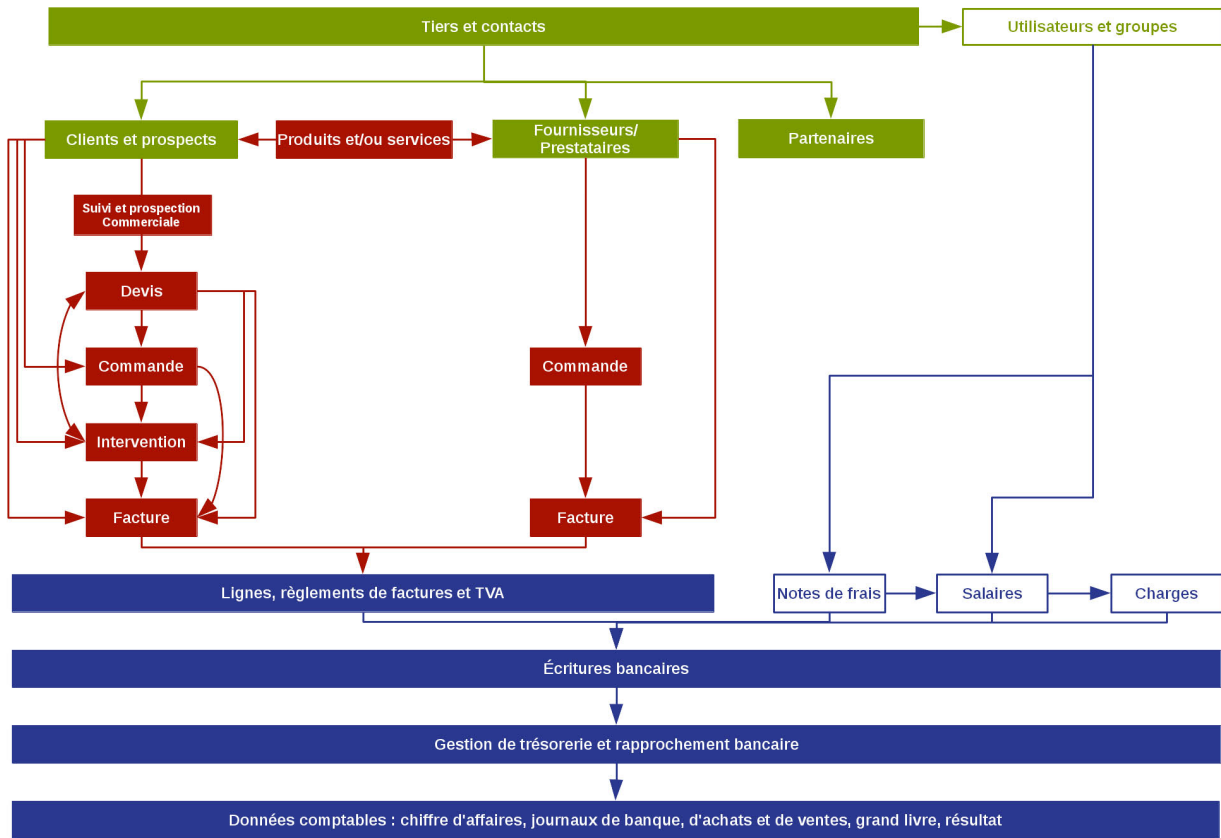 Tiers et contacts
Utilisateurs et groupes
Clients et prospects
Produits et/ou services
Fournisseurs/
Prestataires
Partenaires
Suivi et prospection
Commerciale
Devis
Commande
Commande
Intervention
Facture
Facture
Lignes, règlements de factures et TVA
Notes de frais
Salaires
Charges
Écritures bancaires
Gestion de trésorerie et rapprochement bancaire
Données comptables : chiffre d'affaires, journaux de banque, d'achats et de ventes, grand livre, résultat